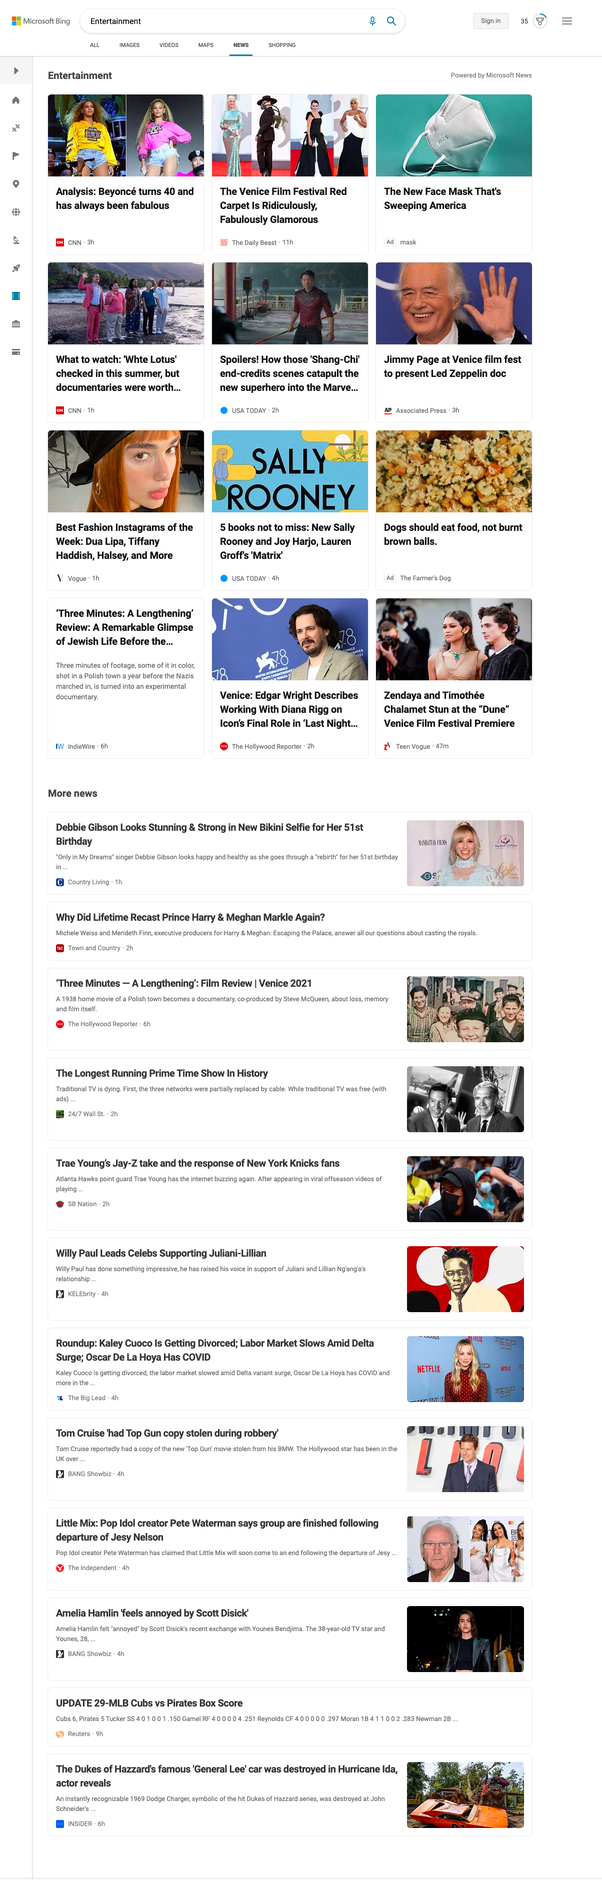 Microsoft Bing
Entertainment
Sign in
35
ALL
IMAGES
VIDEOS
MAPS
NEWS
SHOPPING
Entertainment
Powered by Microsoft News
Analysis: Beyoncé turns 40 and
has always been fabulous
CNN · 3h
The Venice Film Festival Red
Carpet Is Ridiculously,
Fabulously Glamorous
The Daily Beast · 11h
The New Face Mask That's
Sweeping America
Ad mask
What to watch: 'Whte Lotus'
checked in this summer, but
documentaries were worth...
CNN · 1h
Spoilers! How those 'Shang-Chi'
end-credits scenes catapult the
new superhero into the Marve...
USA TODAY · 2h
Jimmy Page at Venice film fest
to present Led Zeppelin doc
AP Associated Press · 3h
Best Fashion Instagrams of the
Week: Dua Lipa, Tiffany
Haddish, Halsey, and More
Vogue · 1h
SALLY
ROONEY
5 books not to miss: New Sally
Rooney and Joy Harjo, Lauren
Groff's 'Matrix'
USA TODAY · 4h
Dogs should eat food, not burnt
brown balls.
Ad The Farmer's Dog
'Three Minutes: A Lengthening'
Review: A Remarkable Glimpse
of Jewish Life Before the...
Three minutes of footage, some of it in color,
shot in a Polish town a year before the Nazis
marched in, is turned into an experimental
documentary.
IW IndieWire · 6h
78
Venice: Edgar Wright Describes
Working With Diana Rigg on
Icon's Final Role in 'Last Night...
The Hollywood Reporter · 2h
Zendaya and Timothée
Chalamet Stun at the "Dune"
Venice Film Festival Premiere
Teen Vogue · 47m
More news
Debbie Gibson Looks Stunning & Strong in New Bikini Selfie for Her 51st
Birthday
"Only in My Dreams" singer Debbie Gibson looks happy and healthy as she goes through a "rebirth" for her 51st birthday
in ...
Country Living · 1h
Why Did Lifetime Recast Prince Harry & Meghan Markle Again?
Michele Weiss and Merideth Finn, executive producers for Harry & Meghan: Escaping the Palace, answer all our questions about casting the royals.
Town and Country · 2h
'Three Minutes — A Lengthening': Film Review | Venice 2021
A 1938 home movie of a Polish town becomes a documentary, co-produced by Steve McQueen, about loss, memory
and film itself.
The Hollywood Reporter · 6h
The Longest Running Prime Time Show In History
Traditional TV is dying. First, the three networks were partially replaced by cable. While traditional TV was free (with
ads) ...
24/7 Wall St. · 2h
Trae Young's Jay-Z take and the response of New York Knicks fans
Atlanta Hawks point guard Trae Young has the internet buzzing again. After appearing in viral offseason videos of
playing ...
SB Nation · 2h
Willy Paul Leads Celebs Supporting Juliani-Lillian
Willy Paul has done something impressive, he has raised his voice in support of Juliani and Lillian Ng'ang'a's
relationship ...
KELEbrity · 4h
Roundup: Kaley Cuoco Is Getting Divorced; Labor Market Slows Amid Delta
Surge; Oscar De La Hoya Has COVID
Kaley Cuoco is getting divorced, the labor market slowed amid Delta variant surge, Oscar De La Hoya has COVID and
more in the ...
The Big Lead · 4h
NETFLIX
Tom Cruise 'had Top Gun copy stolen during robbery'
Tom Cruise reportedly had a copy of the new 'Top Gun' movie stolen from his BMW. The Hollywood star has been in the
UK over ...
BANG Showbiz · 4h
Little Mix: Pop Idol creator Pete Waterman says group are finished following
departure of Jesy Nelson
Pop Idol creator Pete Waterman has claimed that Little Mix will soon come to an end following the departure of Jesy ...
The Independent · 4h
Amelia Hamlin 'feels annoyed by Scott Disick'
Amelia Hamlin felt "annoyed" by Scott Disick's recent exchange with Younes Bendjima. The 38-year-old TV star and
Younes, 28, ...
BANG Showbiz · 4h
UPDATE 29-MLB Cubs vs Pirates Box Score
Cubs 6, Pirates 5 Tucker SS 4 0 1 0 0 1 .150 Gamel RF 4 0 0 0 0 4 .251 Reynolds CF 4 0 0 0 0 0 .297 Moran 1B 4 1 1 0 0 2 .283 Newman 2B ...
Reuters · 9h
The Dukes of Hazzard's famous 'General Lee' car was destroyed in Hurricane Ida,
actor reveals
An instantly recognizable 1969 Dodge Charger, symbolic of the hit Dukes of Hazzard series, was destroyed at John
Schneider's ...
INSIDER · 6h